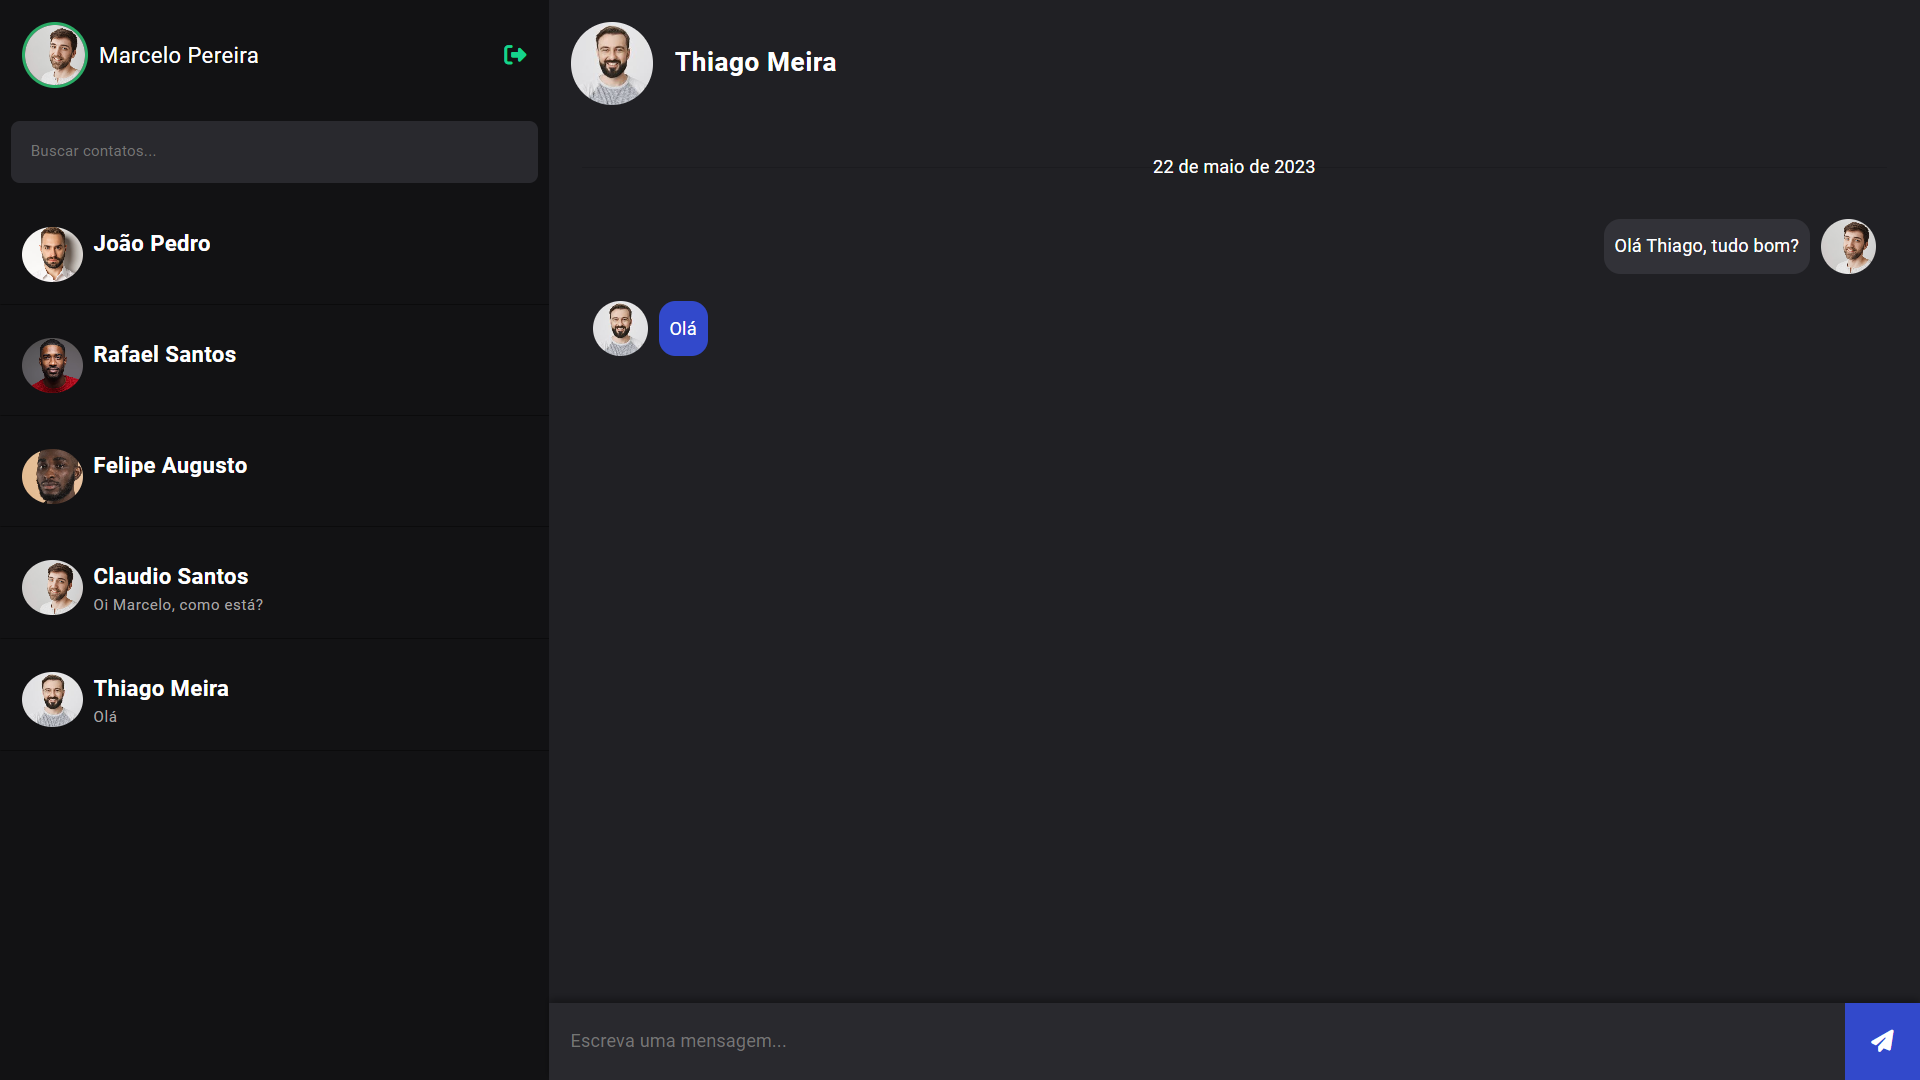 Marcelo Pereira
Buscar contatos...
João Pedro
Rafael Santos
Felipe Augusto
Claudio Santos
Oi Marcelo, como está?
Thiago Meira
Olá
Thiago Meira
22 de maio de 2023
Olá Thiago, tudo bom?
Olá
Escreva uma mensagem...